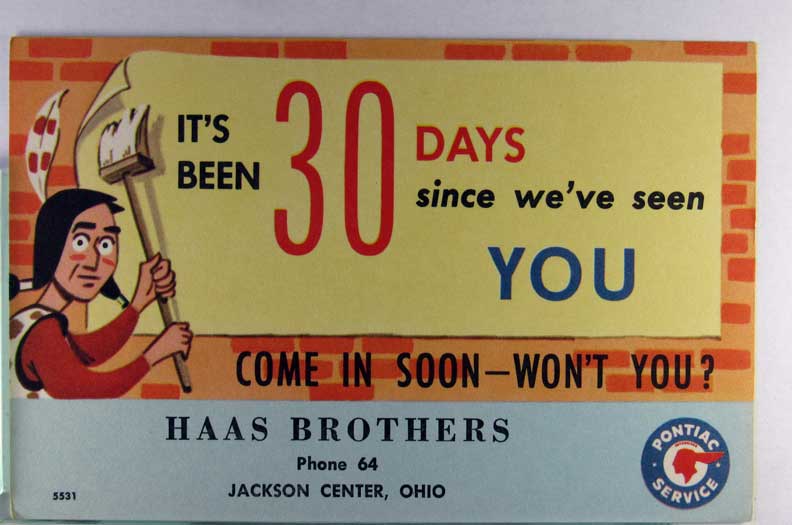 IT'S BEEN 30 DAYS
since we've seen
YOU
COME IN SOON—WON'T YOU?
HAAS BROTHERS
Phone 64
JACKSON CENTER, OHIO
5531
PONTIAC
SERVICE